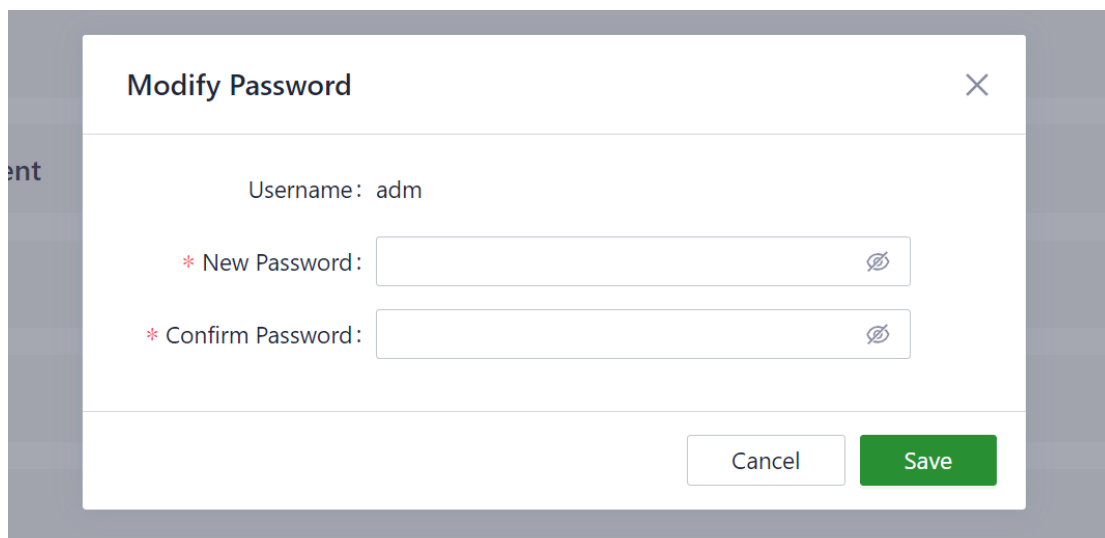 Modify Password
ent
Username: adm
* New Password:
* Confirm Password:
Cancel
Save